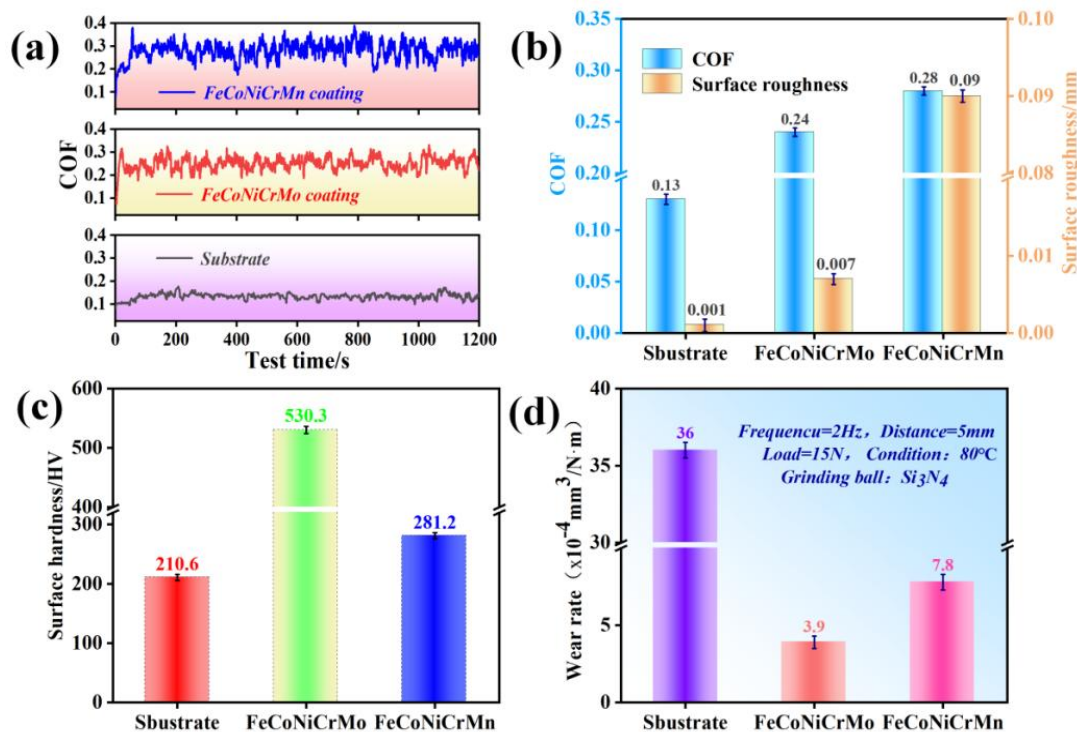 (a)
COF
0.4
0.3
0.2
0.1
FeCoNiCrMn coating
0.4
0.3
0.2
0.1
FeCoNiCrMo coating
0.4
0.3
0.2
0.1
Substrate
0 200 400 600 800 1000 1200
Test time/s
(b)
COF
0.35
0.30
0.25
0.20
0.15
0.10
0.05
0.00
COF
Surface roughness
0.13
0.001
0.24
0.007
0.28
0.09
0.10
0.09
0.08
0.01
0.00
Surface roughness/mm
Sbustrate FeCoNiCrMo FeCoNiCrMn
(c)
Surface hardness/HV
600
500
400
300
200
100
0
210.6
530.3
281.2
Sbustrate FeCoNiCrMo FeCoNiCrMn
(d)
Wear rate（x10⁻⁴ mm³/N·m）
40
35
30
5
0
36
3.9
7.8
Frequencu=2Hz，Distance=5mm
Load=15N， Condition：80°C
Grinding ball：Si₃N₄
Sbustrate FeCoNiCrMo FeCoNiCrMn